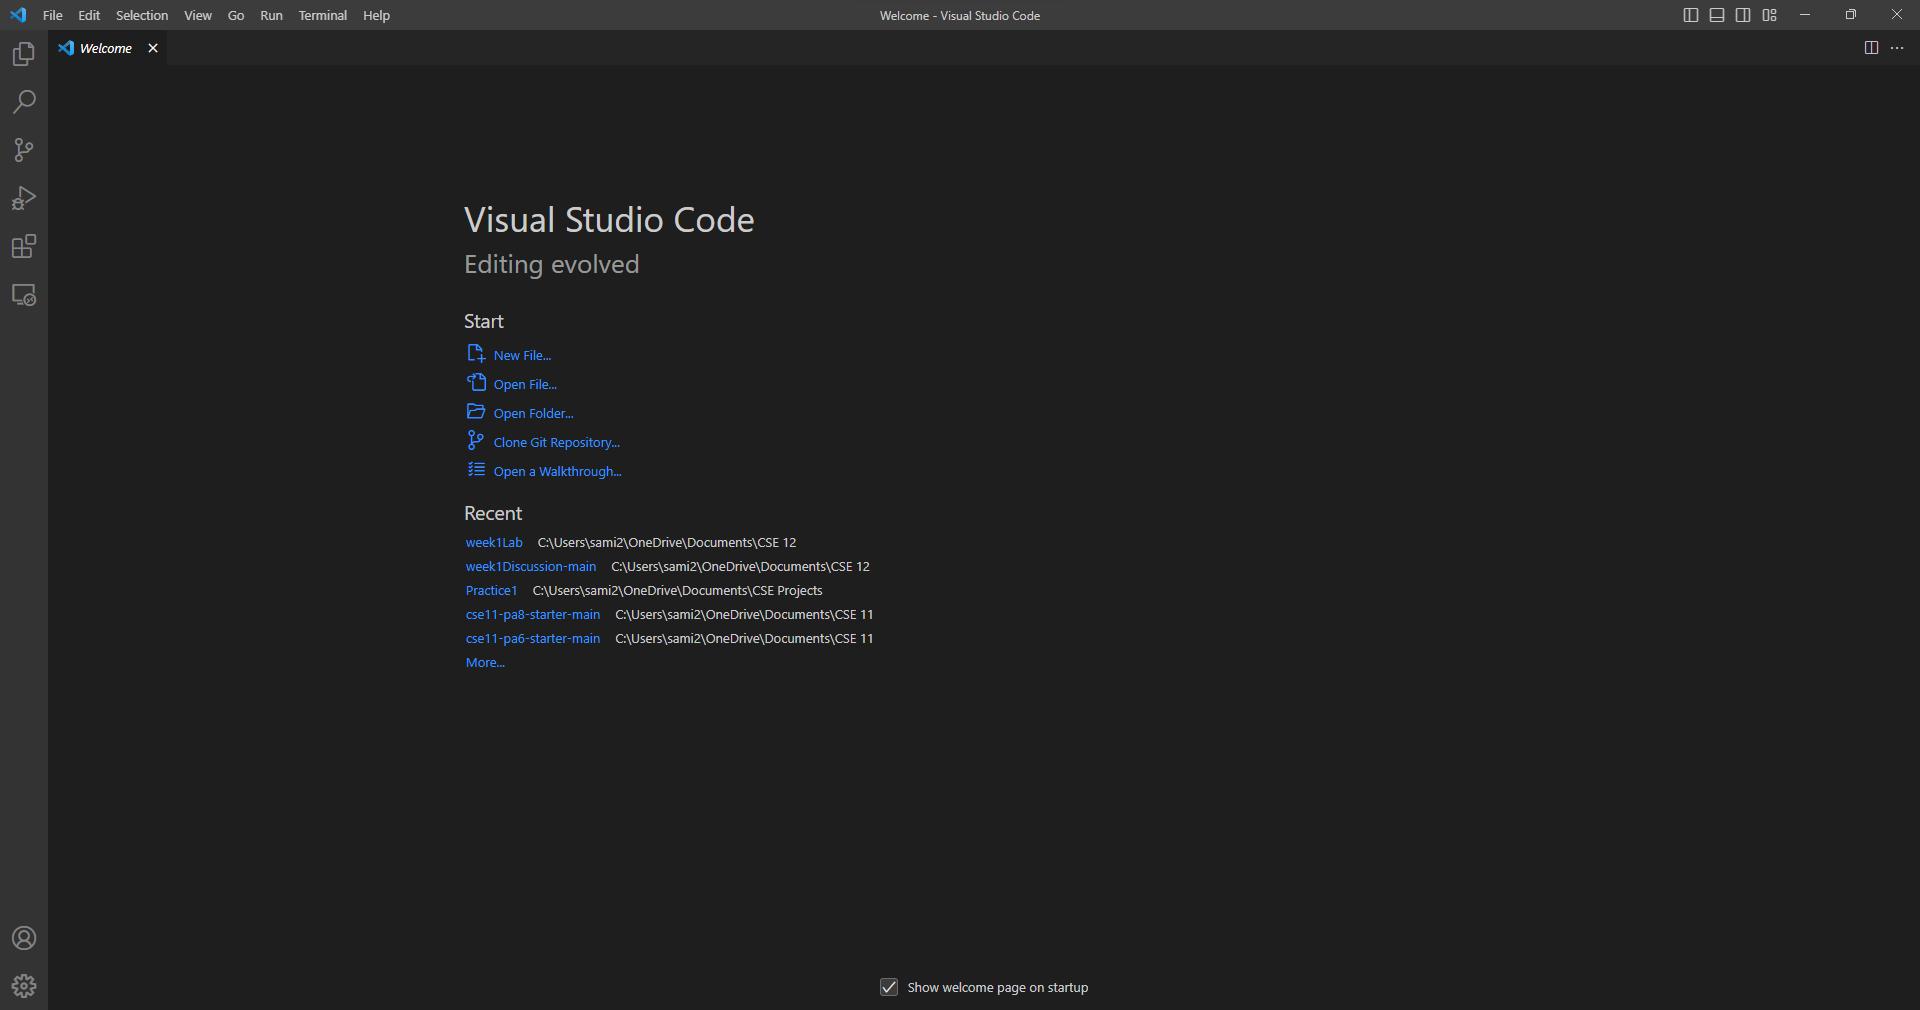 File Edit Selection View Go Run Terminal Help Welcome - Visual Studio Code
Welcome
Visual Studio Code
Editing evolved
Start
New File...
Open File...
Open Folder...
Clone Git Repository...
Open a Walkthrough...
Recent
week1Lab C:\Users\sami2\OneDrive\Documents\CSE 12
week1Discussion-main C:\Users\sami2\OneDrive\Documents\CSE 12
Practice1 C:\Users\sami2\OneDrive\Documents\CSE Projects
cse11-pa8-starter-main C:\Users\sami2\OneDrive\Documents\CSE 11
cse11-pa6-starter-main C:\Users\sami2\OneDrive\Documents\CSE 11
More...
Show welcome page on startup